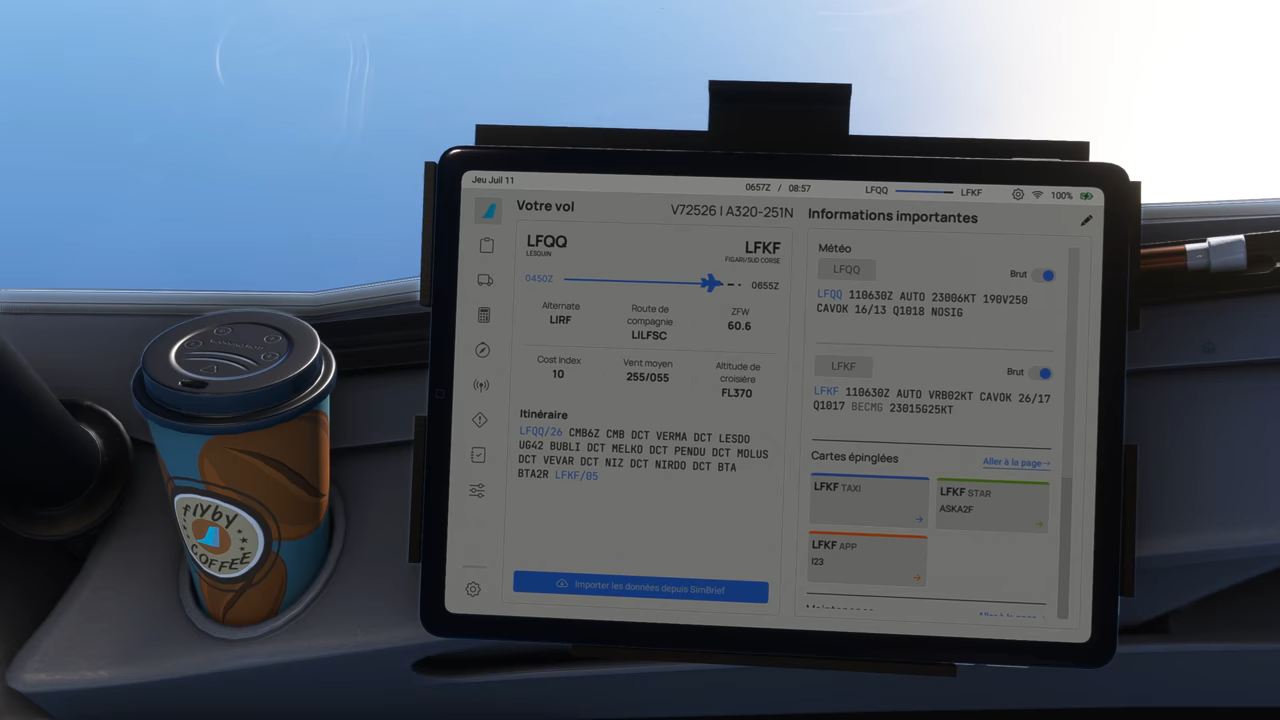 Jeu Juil 11
0657Z / 08:57
LFQQ LFKF
100%
Votre vol
V72526 | A320-251N
LFQQ
LESQUIN
LFKF
FIGARI/SUD CORSE
0450Z
0655Z
Alternate
LIRF
Route de
compagnie
LILFSC
ZFW
60.6
Cost Index
10
Vent moyen
255/055
Altitude de
croisière
FL370
Itinéraire
LFQQ/26 CMB6Z CMB DCT VERMA DCT LESDO
UG42 BUBLI DCT MELKO DCT PENDU DCT MOLUS
DCT VEVAR DCT NIZ DCT NIRDO DCT BTA
BTA2R LFKF/05
Importer les données depuis SimBrief
Informations importantes
Météo
LFQQ
Brut
LFQQ 110630Z AUTO 23006KT 190V250
CAVOK 16/13 Q1018 NOSIG
LFKF
Brut
LFKF 110630Z AUTO VRB02KT CAVOK 26/17
Q1017 BECMG 23015G25KT
Cartes épinglées
Aller à la page→
LFKF TAXI
LFKF STAR
ASKA2F
LFKF APP
I23
flyby
COFFEE